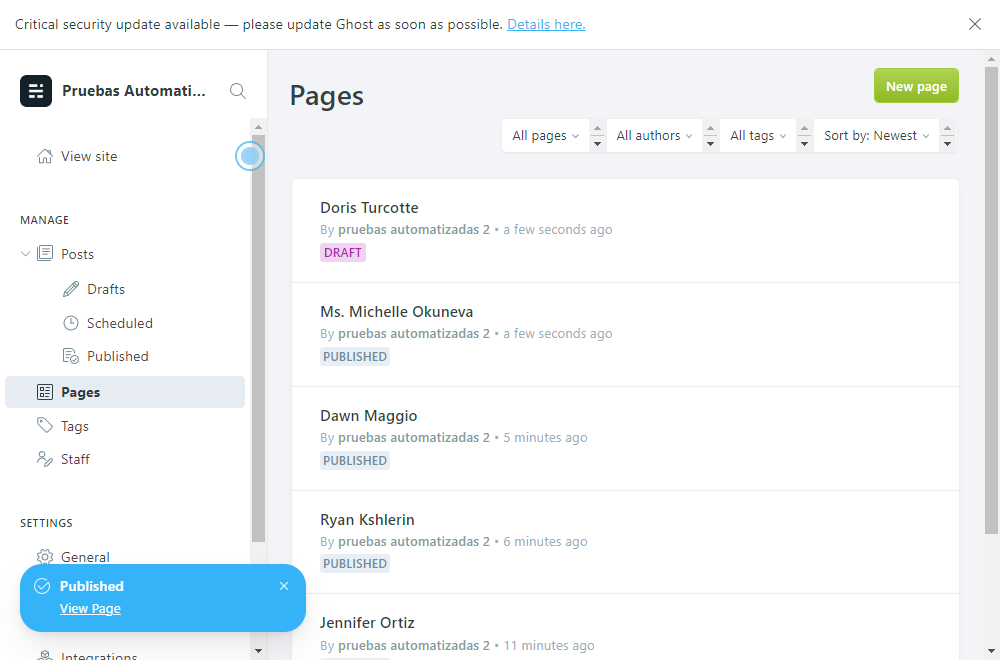 Critical security update available — please update Ghost as soon as possible. Details here.
Pruebas Automati...
View site
MANAGE
Posts
Drafts
Scheduled
Published
Pages
Tags
Staff
SETTINGS
General
Integrations
Published
View Page
Pages
New page
All pages
All authors
All tags
Sort by: Newest
Doris Turcotte
By pruebas automatizadas 2 • a few seconds ago
DRAFT
Ms. Michelle Okuneva
By pruebas automatizadas 2 • a few seconds ago
PUBLISHED
Dawn Maggio
By pruebas automatizadas 2 • 5 minutes ago
PUBLISHED
Ryan Kshlerin
By pruebas automatizadas 2 • 6 minutes ago
PUBLISHED
Jennifer Ortiz
By pruebas automatizadas 2 • 11 minutes ago